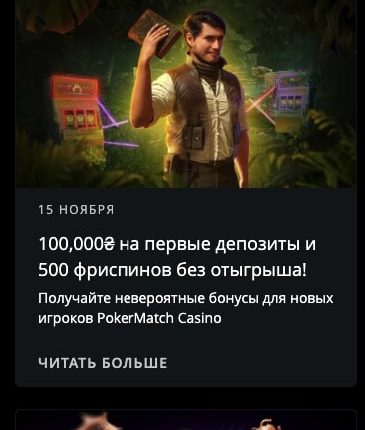 15 НОЯБРЯ
100,000₴ на первые депозиты и
500 фриспинов без отыгрыша!
Получайте невероятные бонусы для новых
игроков PokerMatch Casino
ЧИТАТЬ БОЛЬШЕ